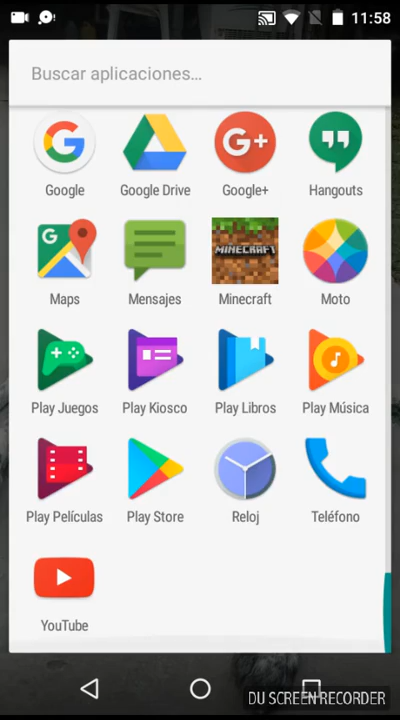 11:58
Buscar aplicaciones...
Google
Google Drive
Google+
Hangouts
Maps
Mensajes
MINECRAFT
Minecraft
Moto
Play Juegos
Play Kiosco
Play Libros
Play Música
Play Películas
Play Store
Reloj
Teléfono
YouTube
DU SCREEN RECORDER